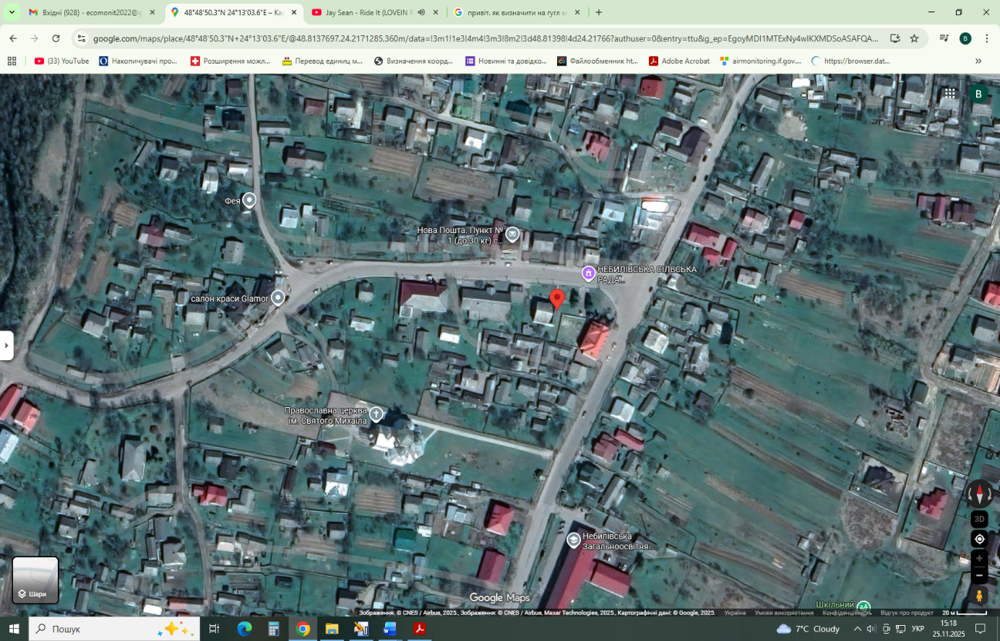 Вхідні (928) - ecomonit2022@g
48°48'50.3"N 24°13'03.6"E – Ка
Jay Sean - Ride It (LOVEIN R
привіт. як визначити на гугл м
google.com/maps/place/48°48'50.3"N+24°13'03.6"E/@48.8137697,24.2171285,360m/data=!3m1!1e3!4m4!3m3!8m2!3d48.81398!4d24.21766?authuser=0&entry=ttu&g_ep=EgoyMDI1MTExNy4wIKXMDSoASAFQA...
B
(33) YouTube
Накопичувачі про...
Розширення можл...
Перевод единиц м...
Визначення коорд...
Новинні та довідко...
Файлообменник ht...
Adobe Acrobat
airmonitoring.if.gov....
https://browser.dat...
B
Фея
Нова Пошта. Пункт №
1 (до 30 кг) с...
НЕБИЛІВСЬКА СІЛЬСЬКА
РАДА...
салон краси Glamor
Православна церква
ім. Святого Михаїла
Небилівська
Загальноосвітня...
3D
Шари
Google Maps
Шкільний
Зображення: © CNES / Airbus, 2025., Зображення: © CNES / Airbus, Maxar Technologies, 2025., Картографічні дані: © Google, 2025.
Україна
Умови використання
Конфіденційність
Відгук про продукт
20 м
Пошук
7°C Cloudy
УКР
15:18
25.11.2025